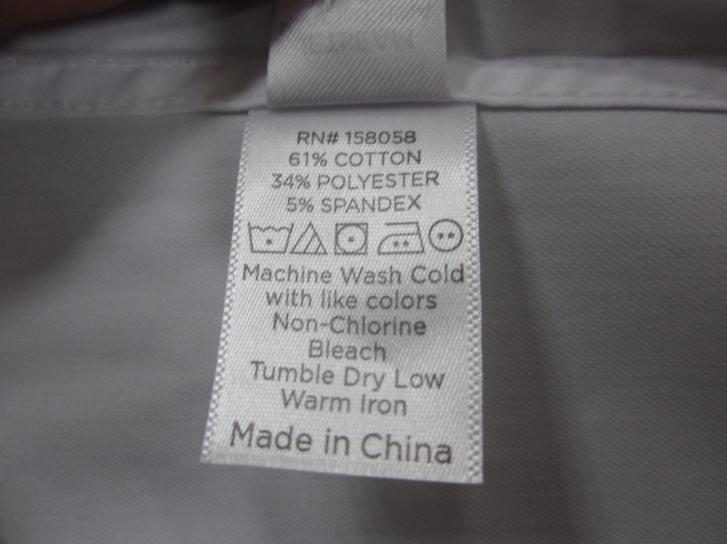 RN# 158058
61% COTTON
34% POLYESTER
5% SPANDEX
Machine Wash Cold
with like colors
Non-Chlorine
Bleach
Tumble Dry Low
Warm Iron
Made in China